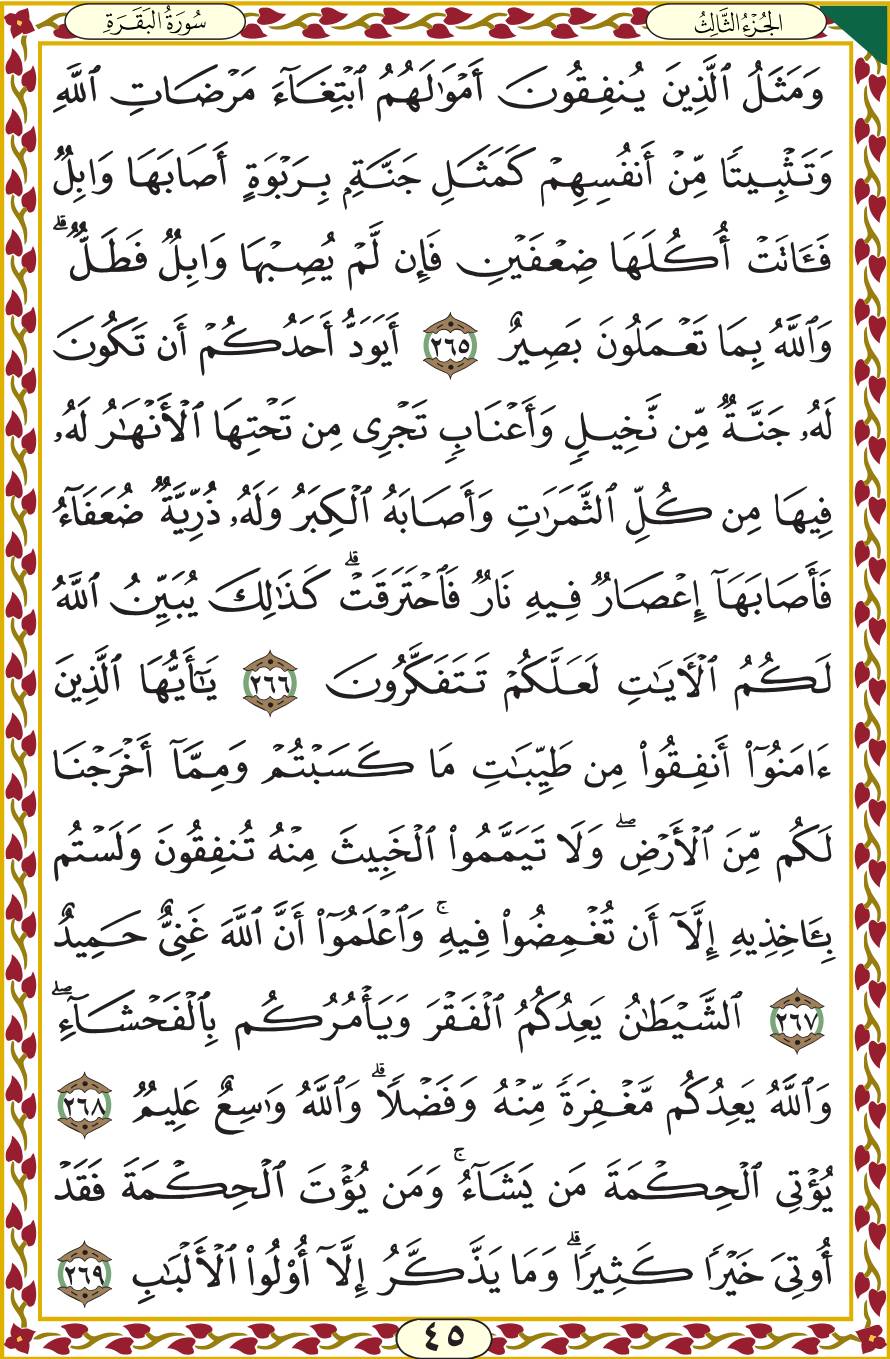 الجُزْءُ الثَّالِثُ
سُورَةُ البَقَرَةِ
وَمَثَلُ ٱلَّذِينَ يُنفِقُونَ أَمْوَٰلَهُمُ ٱبْتِغَآءَ مَرْضَاتِ ٱللَّهِ
وَتَثْبِيتًا مِّنْ أَنفُسِهِمْ كَمَثَلِ جَنَّةٍۭ بِرَبْوَةٍ أَصَابَهَا وَابِلٌ
فَـَٔاتَتْ أُكُلَهَا ضِعْفَيْنِ فَإِن لَّمْ يُصِبْهَا وَابِلٌ فَطَلٌّ ۗ
وَٱللَّهُ بِمَا تَعْمَلُونَ بَصِيرٌ ٢٦٥ أَيَوَدُّ أَحَدُكُمْ أَن تَكُونَ
لَهُۥ جَنَّةٌ مِّن نَّخِيلٍ وَأَعْنَابٍ تَجْرِى مِن تَحْتِهَا ٱلْأَنْهَٰرُ لَهُۥ
فِيهَا مِن كُلِّ ٱلثَّمَرَٰتِ وَأَصَابَهُ ٱلْكِبَرُ وَلَهُۥ ذُرِّيَّةٌ ضُعَفَآءُ
فَأَصَابَهَآ إِعْصَارٌ فِيهِ نَارٌ فَٱحْتَرَقَتْ ۗ كَذَٰلِكَ يُبَيِّنُ ٱللَّهُ
لَكُمُ ٱلْـَٔايَٰتِ لَعَلَّكُمْ تَتَفَكَّرُونَ ٢٦٦ يَٰٓأَيُّهَا ٱلَّذِينَ
ءَامَنُوٓا۟ أَنفِقُوا۟ مِن طَيِّبَٰتِ مَا كَسَبْتُمْ وَمِمَّآ أَخْرَجْنَا
لَكُم مِّنَ ٱلْأَرْضِ ۖ وَلَا تَيَمَّمُوا۟ ٱلْخَبِيثَ مِنْهُ تُنفِقُونَ وَلَسْتُم
بِـَٔاخِذِيهِ إِلَّآ أَن تُغْمِضُوا۟ فِيهِ ۚ وَٱعْلَمُوٓا۟ أَنَّ ٱللَّهَ غَنِىٌّ حَمِيدٌ
٢٦٧ ٱلشَّيْطَٰنُ يَعِدُكُمُ ٱلْفَقْرَ وَيَأْمُرُكُم بِٱلْفَحْشَآءِ ۖ
وَٱللَّهُ يَعِدُكُم مَّغْفِرَةً مِّنْهُ وَفَضْلًا ۗ وَٱللَّهُ وَٰسِعٌ عَلِيمٌ ٢٦٨
يُؤْتِى ٱلْحِكْمَةَ مَن يَشَآءُ ۚ وَمَن يُؤْتَ ٱلْحِكْمَةَ فَقَدْ
أُوتِىَ خَيْرًا كَثِيرًا ۗ وَمَا يَذَّكَّرُ إِلَّآ أُو۟لُوا۟ ٱلْأَلْبَٰبِ ٢٦٩
٤٥